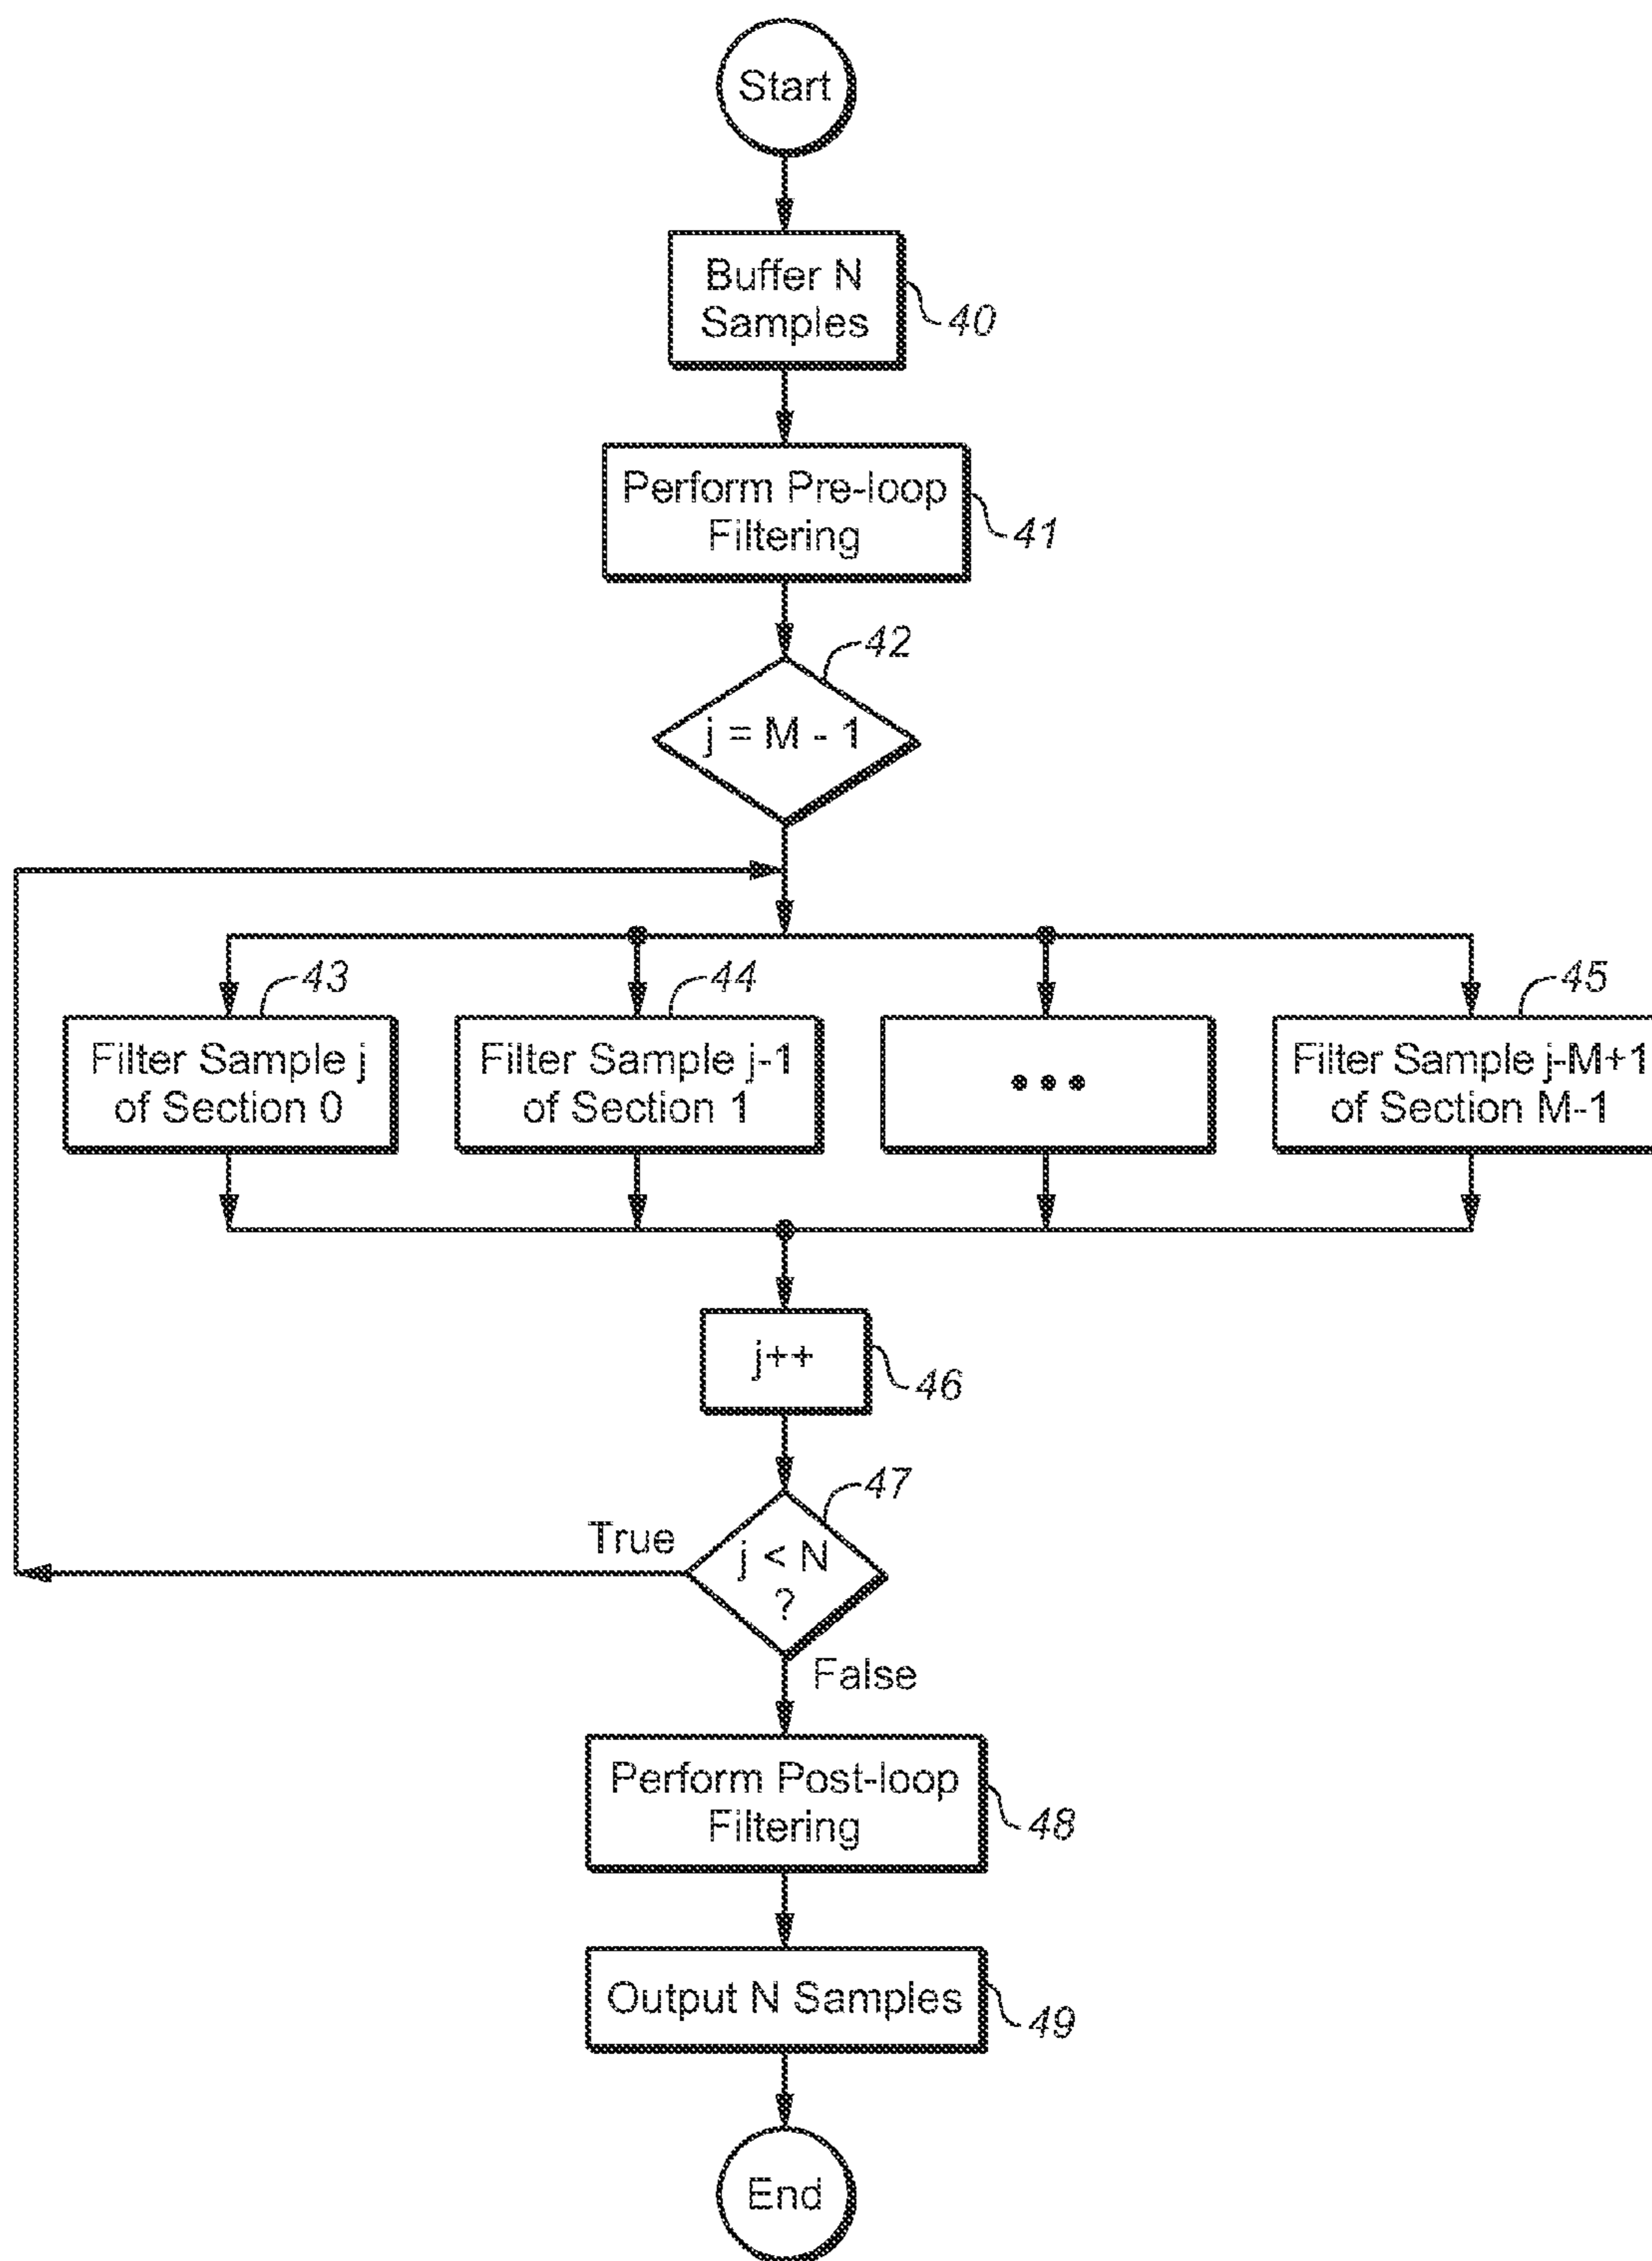 Start
Buffer N
Samples
40
Perform Pre-loop
Filtering
41
42
j = M - 1
43
44
45
Filter Sample j
of Section 0
Filter Sample j-1
of Section 1
•••
Filter Sample j-M+1
of Section M-1
j++
46
47
True
j < N
?
False
Perform Post-loop
Filtering
48
Output N Samples
49
End